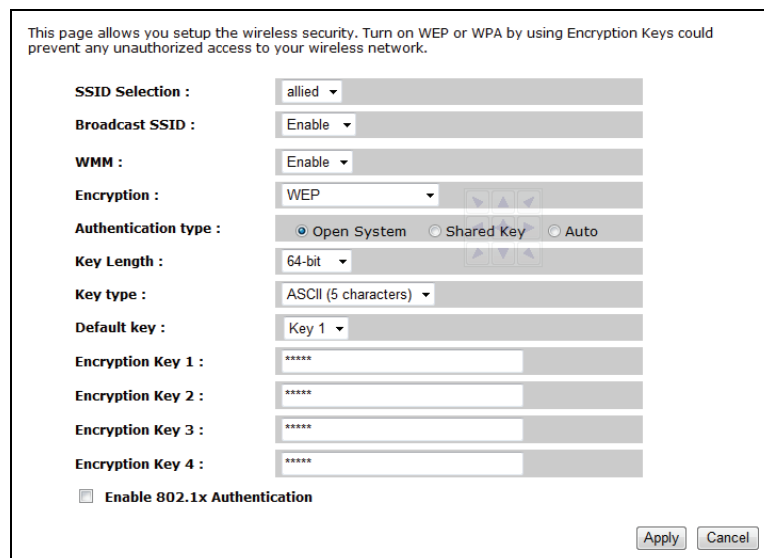 This page allows you setup the wireless security. Turn on WEP or WPA by using Encryption Keys could
prevent any unauthorized access to your wireless network.
SSID Selection : allied
Broadcast SSID : Enable
WMM : Enable
Encryption : WEP
Authentication type : Open System Shared Key Auto
Key Length : 64-bit
Key type : ASCII (5 characters)
Default key : Key 1
Encryption Key 1 : *****
Encryption Key 2 : *****
Encryption Key 3 : *****
Encryption Key 4 : *****
Enable 802.1x Authentication
Apply Cancel